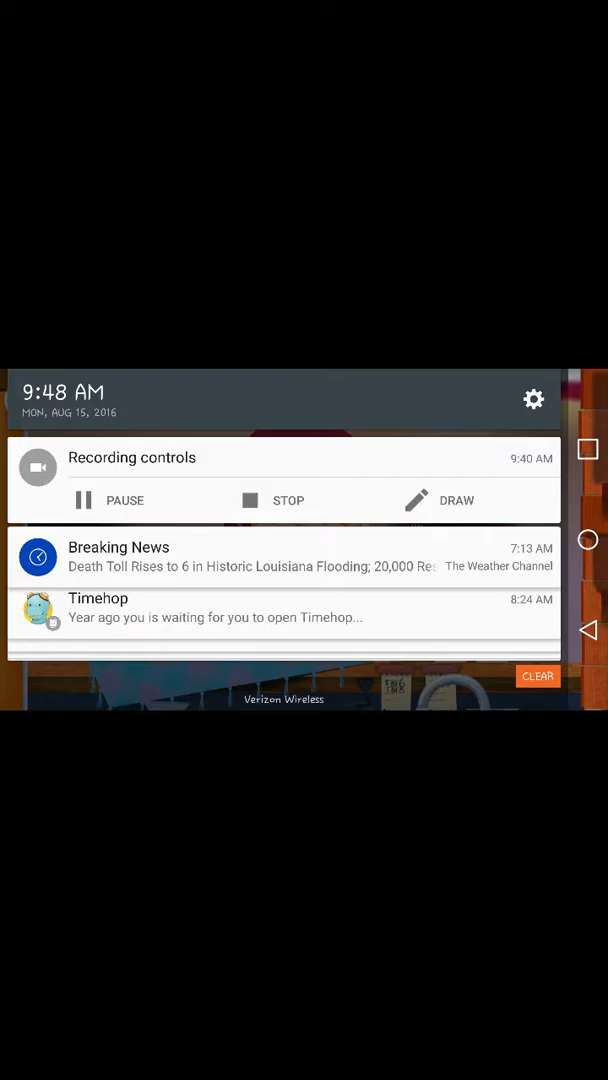 9:48 AM
MON, AUG 15, 2016
Recording controls 9:40 AM
PAUSE STOP DRAW
Breaking News 7:13 AM
Death Toll Rises to 6 in Historic Louisiana Flooding; 20,000 Res The Weather Channel
Timehop 8:24 AM
Year ago you is waiting for you to open Timehop...
CLEAR
Verizon Wireless